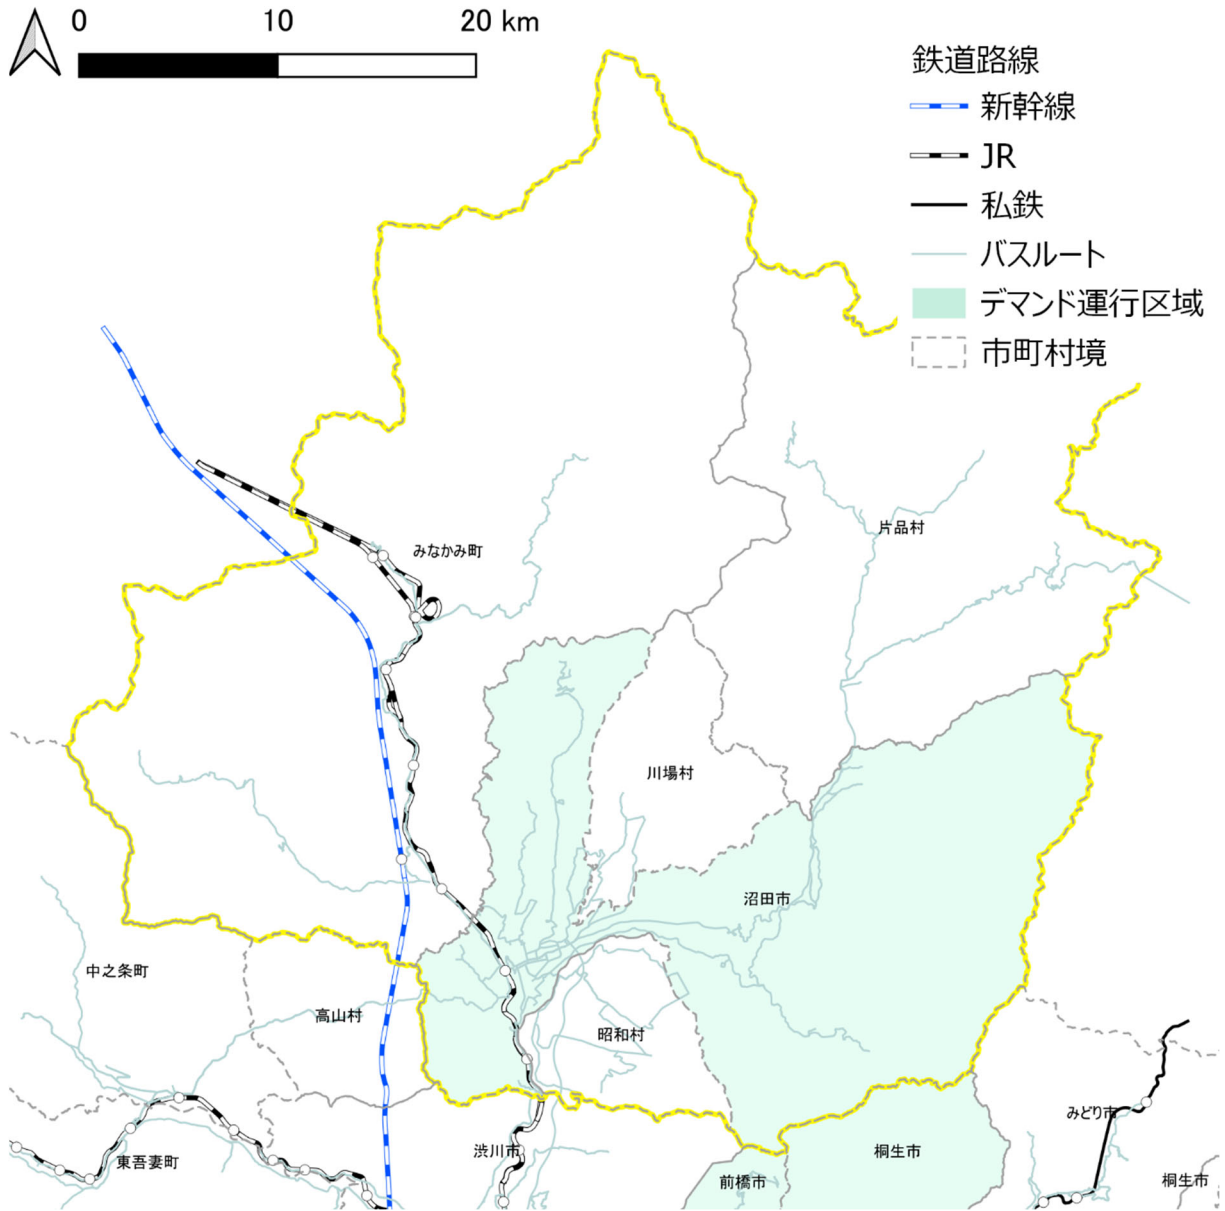 0 10 20 km
鉄道路線
新幹線
JR
私鉄
バスルート
デマンド運行区域
市町村境
片品村
みなかみ町
川場村
沼田市
中之条町
高山村
昭和村
みどり市
渋川市
桐生市
東吾妻町
前橋市
桐生市